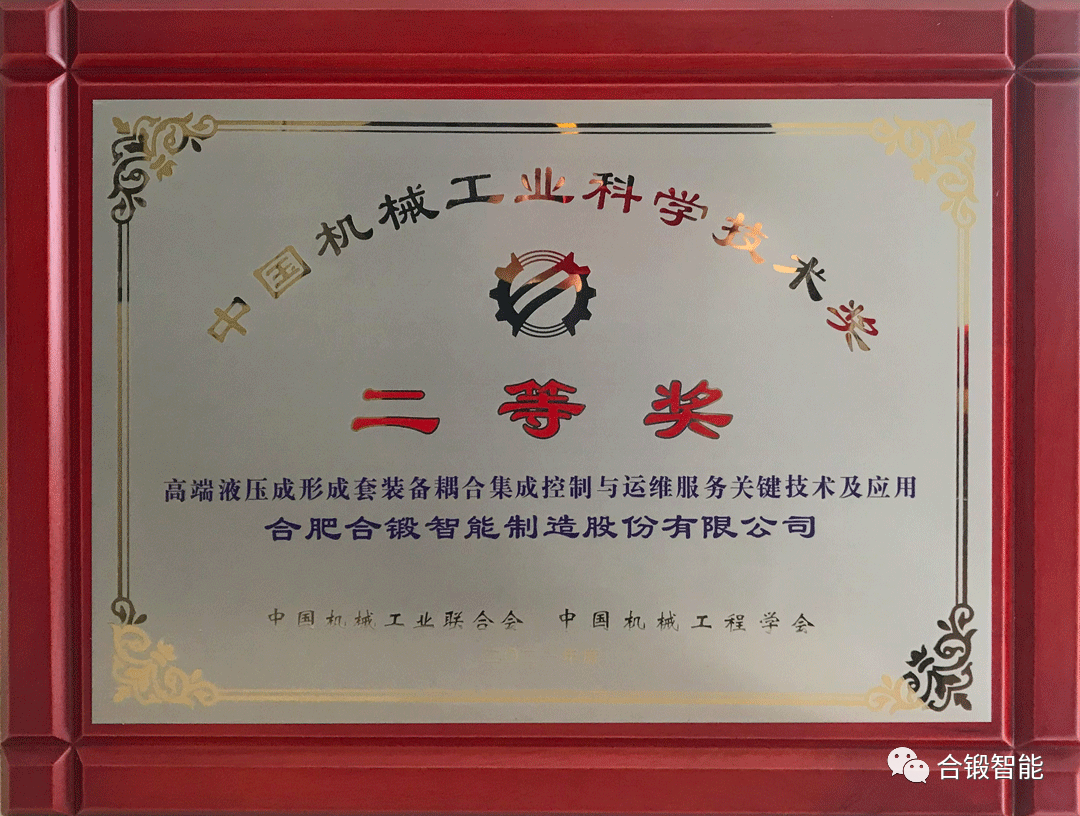 中国机械工业科学技术奖
二等奖
高端液压成形成套装备耦合集成控制与运维服务关键技术及应用
合肥合锻智能制造股份有限公司
中国机械工业联合会 中国机械工程学会
合锻智能